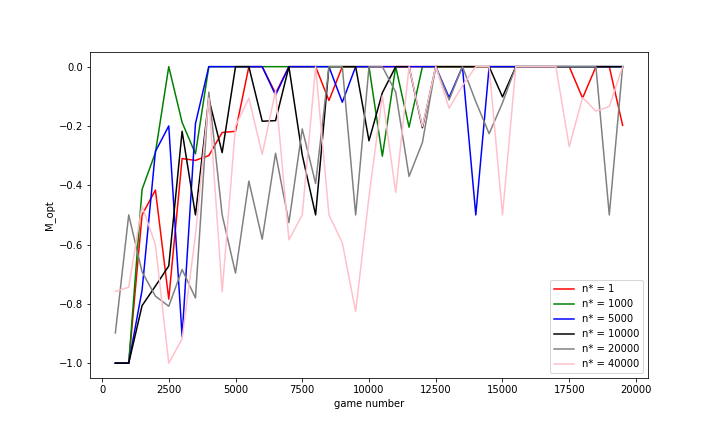 0.0
−0.2
−0.4
−0.6
−0.8
−1.0
M_opt
0
2500
5000
7500
10000
12500
15000
17500
20000
game number
n* = 1
n* = 1000
n* = 5000
n* = 10000
n* = 20000
n* = 40000